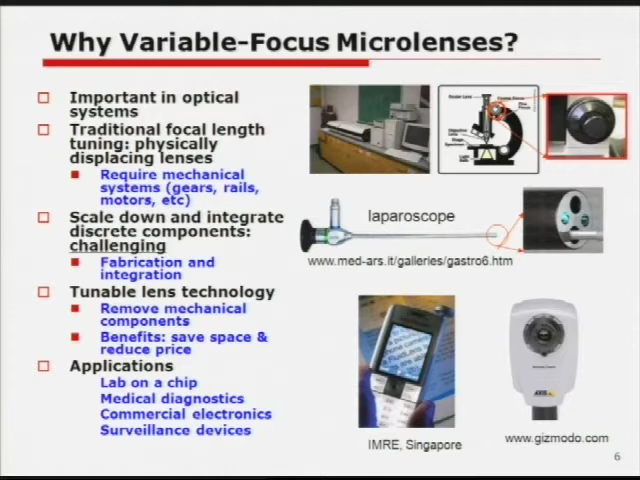 Why Variable-Focus Microlenses?
Important in optical
systems
Traditional focal length
tuning: physically
displacing lenses
Require mechanical
systems (gears, rails,
motors, etc)
Scale down and integrate
discrete components:
challenging
Fabrication and
integration
Tunable lens technology
Remove mechanical
components
Benefits: save space &
reduce price
Applications
Lab on a chip
Medical diagnostics
Commercial electronics
Surveillance devices
laparoscope
www.med-ars.it/galleries/gastro6.htm
IMRE, Singapore
AXIS
www.gizmodo.com
6